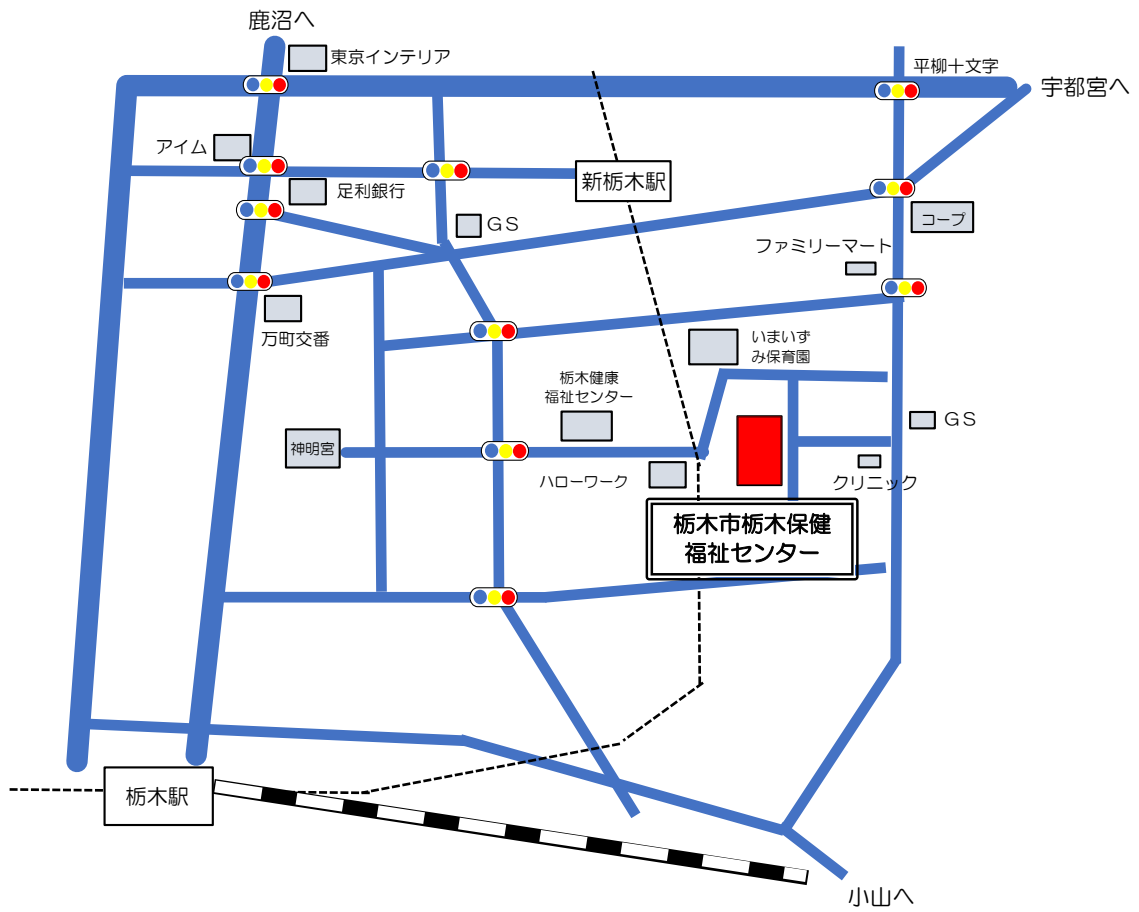 鹿沼へ
東京インテリア
平柳十文字
宇都宮へ
アイム
足利銀行
新栃木駅
GS
コープ
ファミリーマート
万町交番
いまいず
み保育園
栃木健康
福祉センター
GS
神明宮
ハローワーク
クリニック
栃木市栃木保健
福祉センター
栃木駅
小山へ